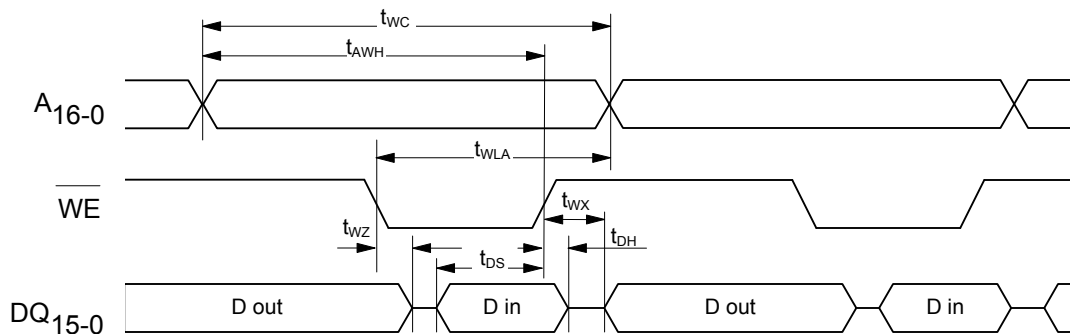 tWC
tAWH
A16-0
tWLA
WE
tWX
tWZ
tDH
tDS
DQ15-0
D out
D in
D out
D in